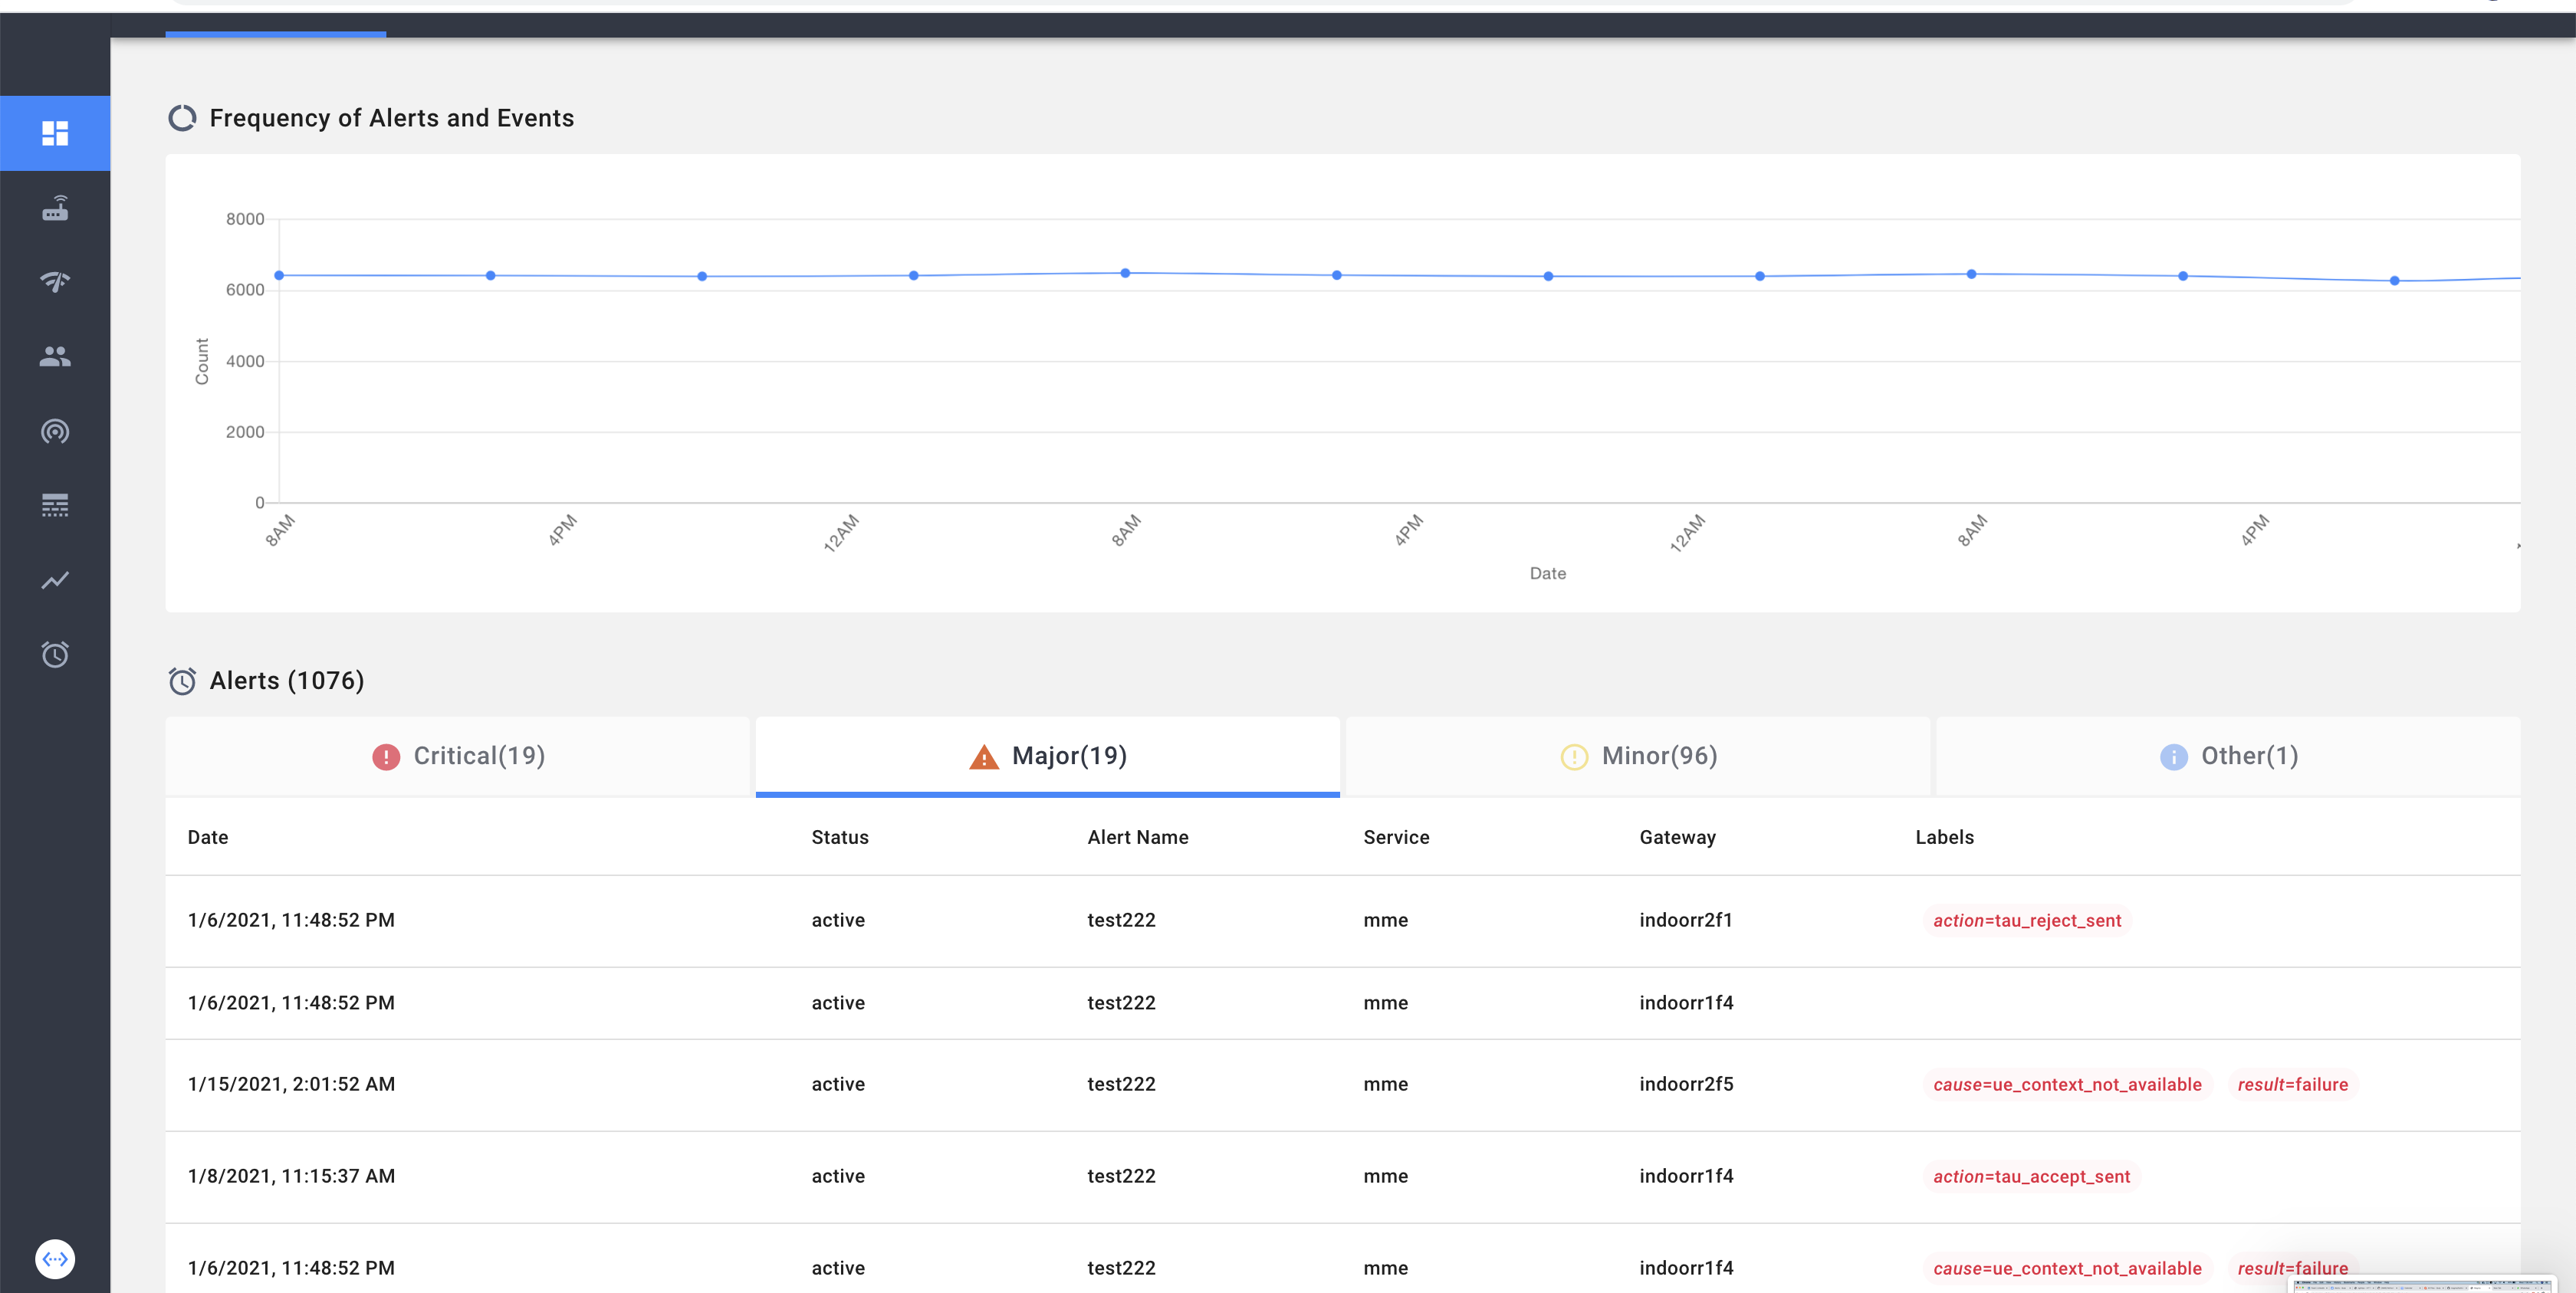 Frequency of Alerts and Events
8000
6000
4000
2000
0
Count
8AM 4PM 12AM 8AM 4PM 12AM 8AM 4PM
Date
Alerts (1076)
Critical(19) Major(19) Minor(96) Other(1)
Date Status Alert Name Service Gateway Labels
1/6/2021, 11:48:52 PM active test222 mme indoorr2f1 action=tau_reject_sent
1/6/2021, 11:48:52 PM active test222 mme indoorr1f4
1/15/2021, 2:01:52 AM active test222 mme indoorr2f5 cause=ue_context_not_available result=failure
1/8/2021, 11:15:37 AM active test222 mme indoorr1f4 action=tau_accept_sent
1/6/2021, 11:48:52 PM active test222 mme indoorr1f4 cause=ue_context_not_available result=failure